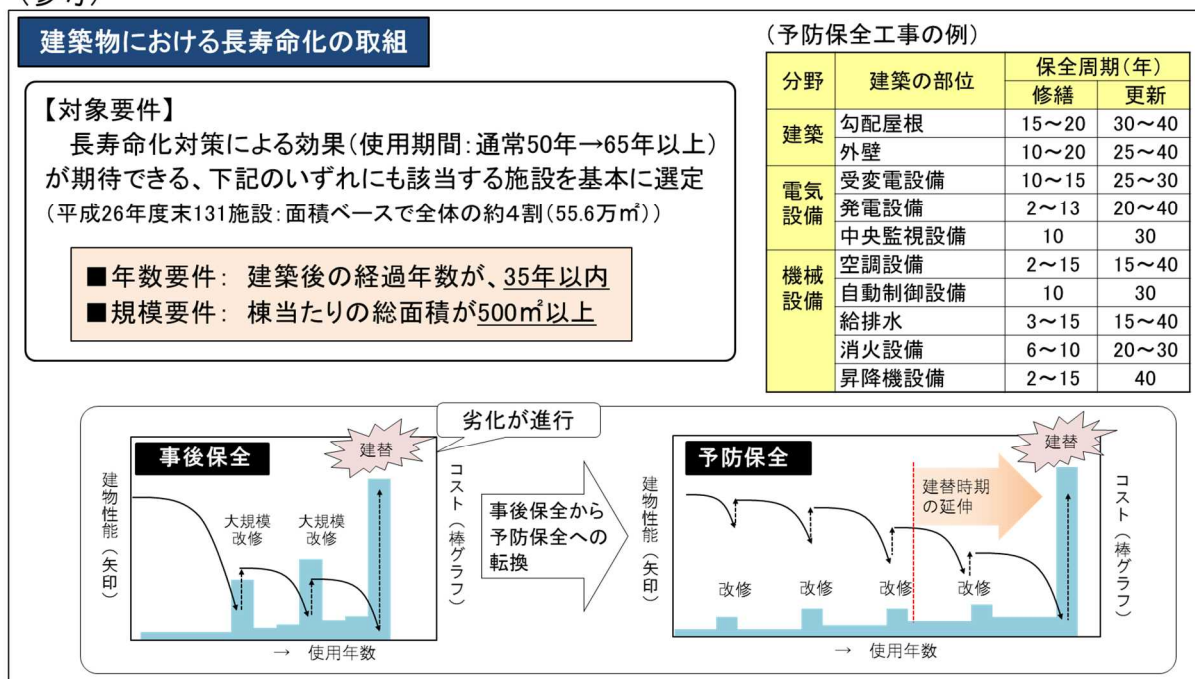 (参考)
建築物における長寿命化の取組
【対象要件】
長寿命化対策による効果(使用期間:通常50年→65年以上)
が期待できる、下記のいずれにも該当する施設を基本に選定
(平成26年度末131施設:面積ベースで全体の約4割(55.6万㎡))
■年数要件: 建築後の経過年数が、35年以内
■規模要件: 棟当たりの総面積が500㎡以上
(予防保全工事の例)
分野 建築の部位 保全周期(年)
修繕 更新
建築 勾配屋根 15～20 30～40
外壁 10～20 25～40
電気設備 受変電設備 10～15 25～30
発電設備 2～13 20～40
中央監視設備 10 30
機械設備 空調設備 2～15 15～40
自動制御設備 10 30
給排水 3～15 15～40
消火設備 6～10 20～30
昇降機設備 2～15 40
劣化が進行
事後保全
建替
建物性能(矢印)
大規模改修
大規模改修
コスト(棒グラフ)
→ 使用年数
事後保全から
予防保全への
転換
予防保全
建替
建物性能(矢印)
建替時期
の延伸
改修 改修 改修 改修
コスト(棒グラフ)
→ 使用年数